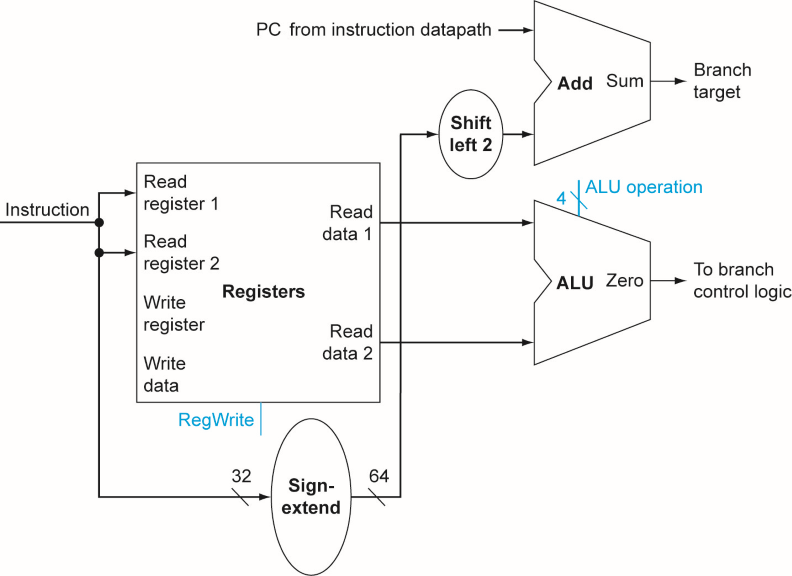 PC from instruction datapath
Add
Sum
Branch
target
Shift
left 2
4
ALU operation
Read
register 1
Instruction
Read
data 1
Read
register 2
Registers
ALU
Zero
To branch
control logic
Write
register
Read
data 2
Write
data
RegWrite
32
64
Sign-
extend